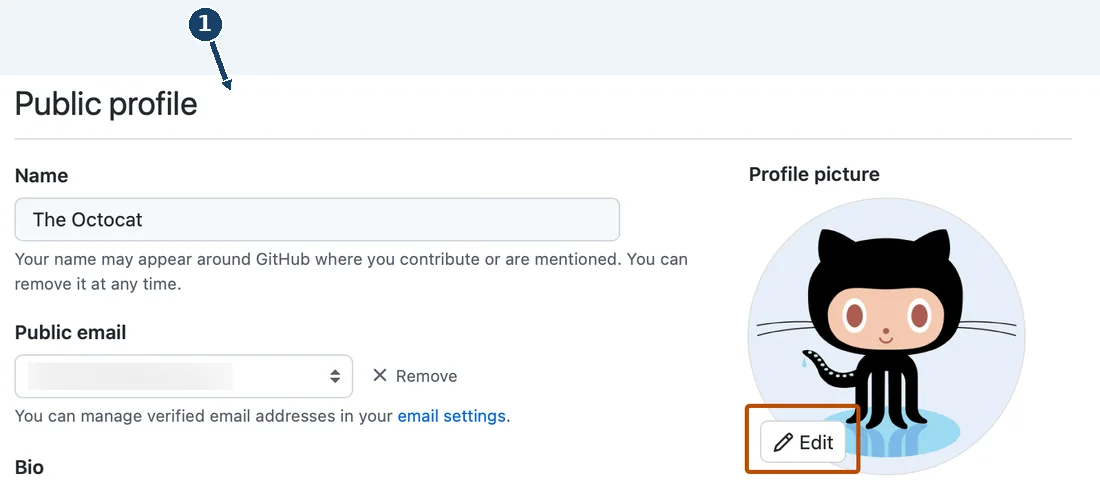 1
Public profile
Name
Profile picture
The Octocat
Your name may appear around GitHub where you contribute or are mentioned. You can
remove it at any time.
Public email
Remove
You can manage verified email addresses in your email settings.
Edit
Bio